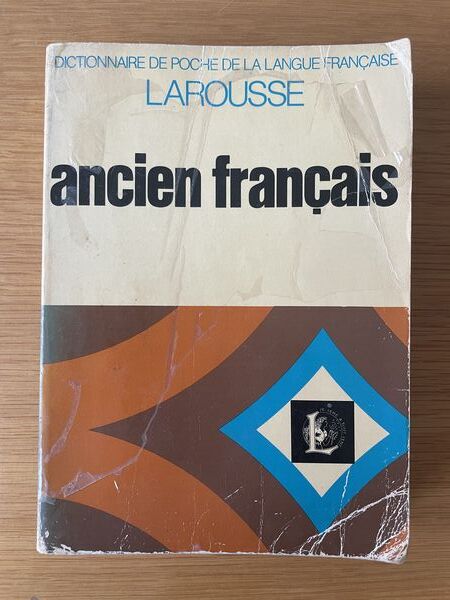 DICTIONNAIRE DE POCHE DE LA LANGUE FRANÇAISE
LAROUSSE
ancien français
L